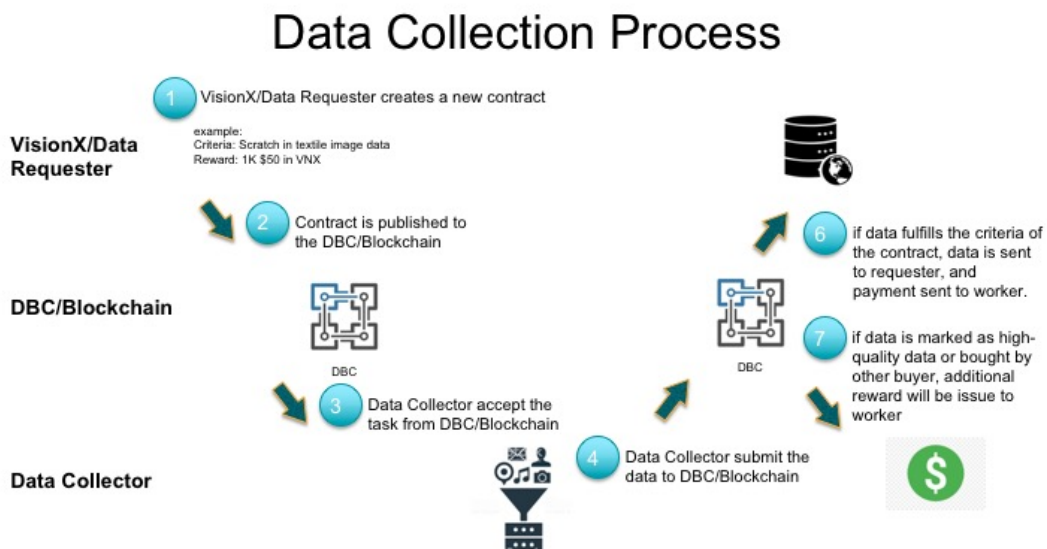 Data Collection Process
1 VisionX/Data Requester creates a new contract
example:
Criteria: Scratch in textile image data
Reward: 1K $50 in VNX
VisionX/Data
Requester
2 Contract is published to
the DBC/Blockchain
DBC/Blockchain
DBC
3 Data Collector accept the
task from DBC/Blockchain
Data Collector
4 Data Collector submit the
data to DBC/Blockchain
DBC
6 if data fulfills the criteria of
the contract, data is sent
to requester, and
payment sent to worker.
7 if data is marked as high-
quality data or bought by
other buyer, additional
reward will be issue to
worker
$